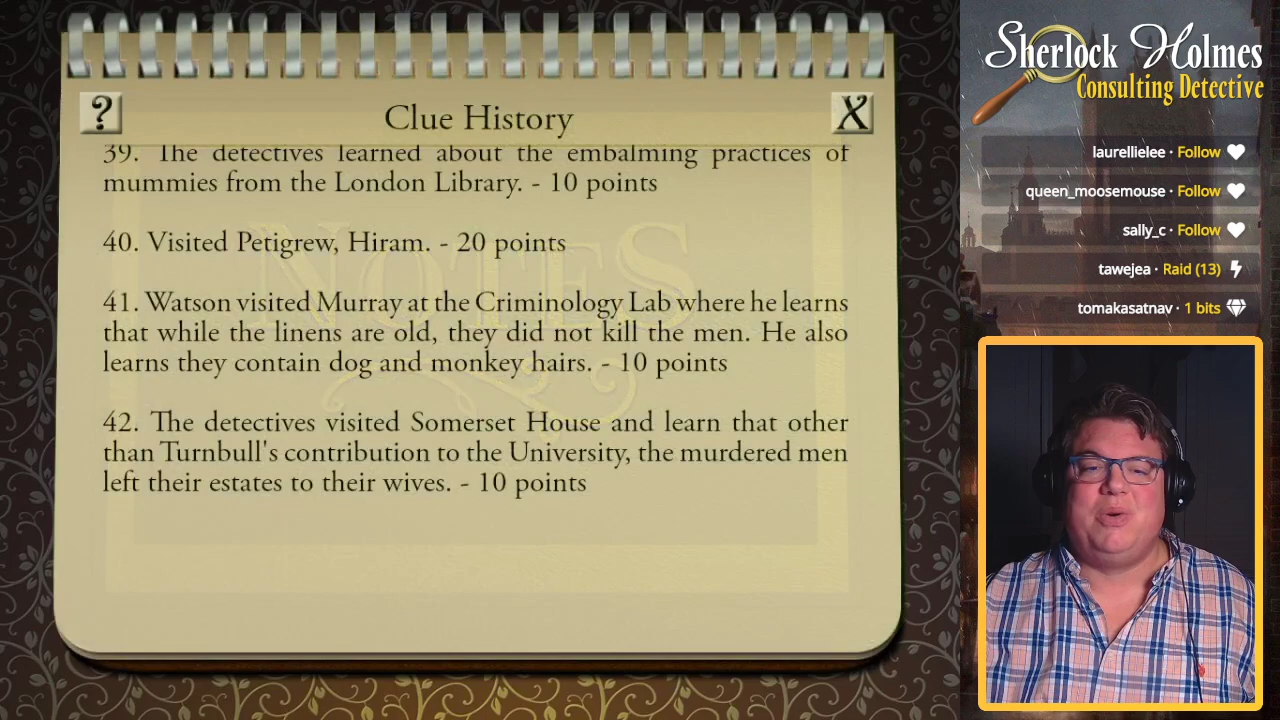 ?
Clue History
X
39. The detectives learned about the embalming practices of
mummies from the London Library. - 10 points
NOTES
40. Visited Petigrew, Hiram. - 20 points
41. Watson visited Murray at the Criminology Lab where he learns
that while the linens are old, they did not kill the men. He also
learns they contain dog and monkey hairs. - 10 points
42. The detectives visited Somerset House and learn that other
than Turnbull's contribution to the University, the murdered men
left their estates to their wives. - 10 points
Sherlock Holmes
Consulting Detective
laurellielee · Follow
queen_moosemouse · Follow
sally_c · Follow
tawejea · Raid (13)
tomakasatnav · 1 bits